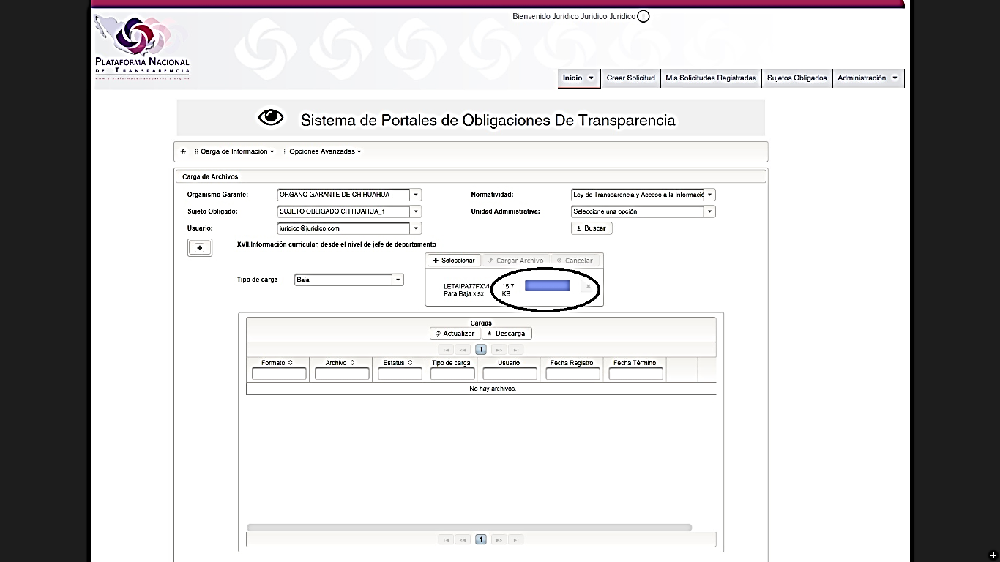 Bienvenido Juridico Juridico Juridico
PLATAFORMA NACIONAL
DE TRANSPARENCIA
www.plataformadetransparencia.org.mx
Inicio Crear Solicitud Mis Solicitudes Registradas Sujetos Obligados Administración
Sistema de Portales de Obligaciones De Transparencia
Carga de Información Opciones Avanzadas
Carga de Archivos
Organismo Garante: ORGANO GARANTE DE CHIHUAHUA Normatividad: Ley de Transparencia y Acceso a la Informació
Sujeto Obligado: SUJETO OBLIGADO CHIHUAHUA_1 Unidad Administrativa: Seleccione una opción
Usuario: juridico@juridico.com Buscar
XVII.Información curricular, desde el nivel de jefe de departamento
Seleccionar Cargar Archivo Cancelar
Tipo de carga Baja
LETAIPA77FXVII 15.7
Para Baja.xlsx KB
Cargas
Actualizar Descarga
1
Formato Archivo Estatus Tipo de carga Usuario Fecha Registro Fecha Término
No hay archivos.
1